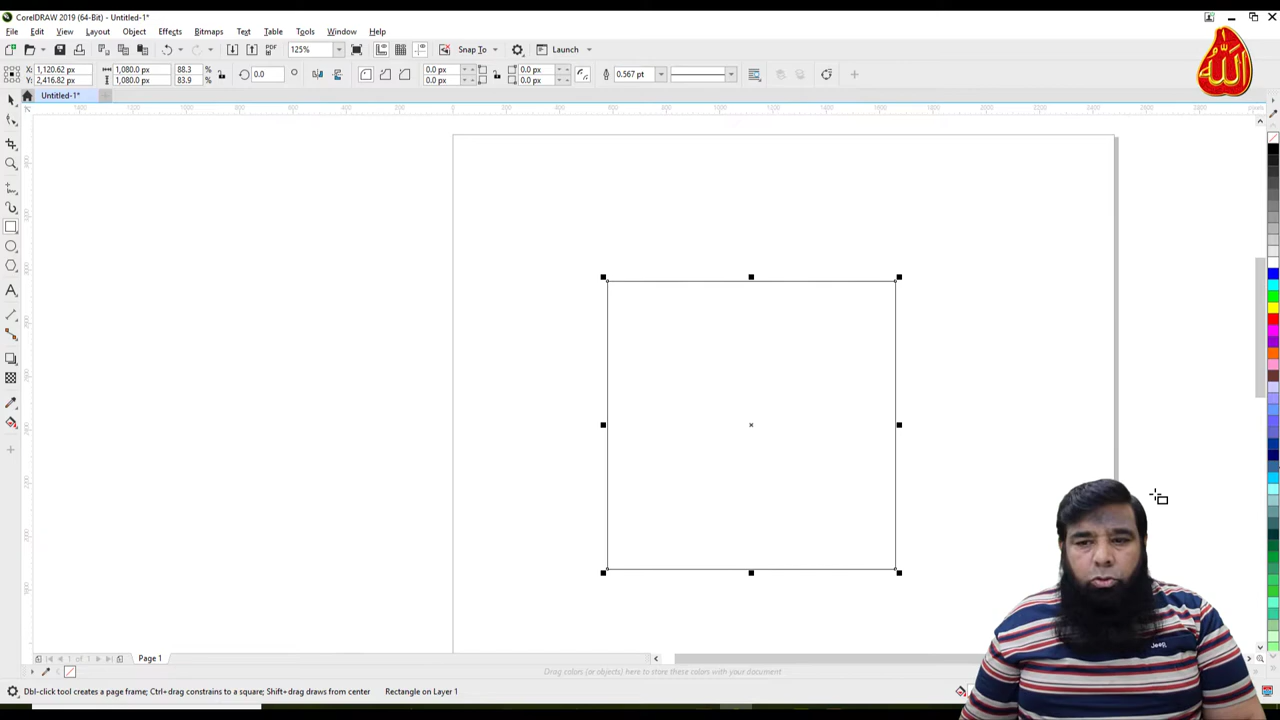 CorelDRAW 2019 (64-Bit) - Untitled-1*
File Edit View Layout Object Effects Bitmaps Text Table Tools Window Help
PDF 125% Snap To Launch
X: 1,120.62 px 1,080.0 px 88.3 % 0.0 ° 0.0 px 0.0 px 0.567 pt
Y: 2,416.82 px 1,080.0 px 83.9 % 0.0 px 0.0 px
Untitled-1*
الله
1 of 1 Page 1
Drag colors (or objects) here to store these colors with your document
Dbl-click tool creates a page frame; Ctrl+drag constrains to a square; Shift+drag draws from center Rectangle on Layer 1
Jeep